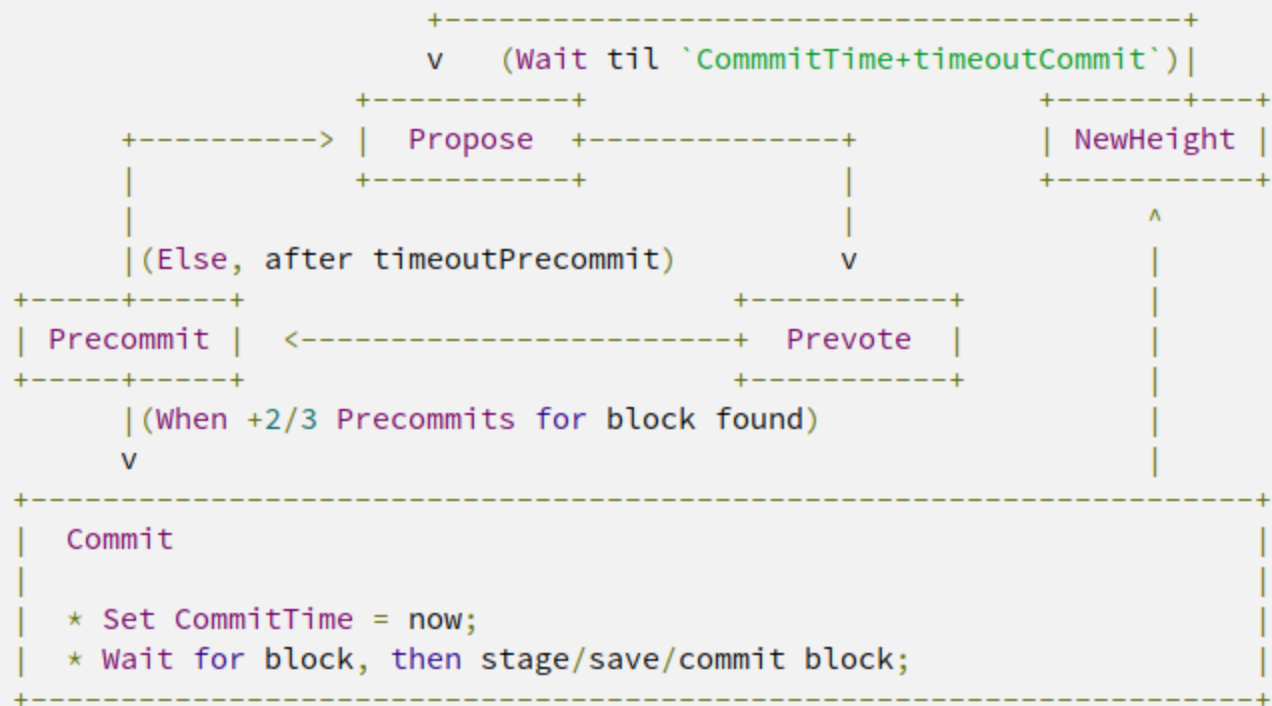 +-----------------------------------------+
v   (Wait til `CommmitTime+timeoutCommit`)|
+-----------+                         +-------+---+
+----------> |  Propose  +--------------+          | NewHeight |
|            +-----------+              |          +-----------+
|                                       |                ^
|(Else, after timeoutPrecommit)         v                |
+-----+-----+                           +-----------+            |
| Precommit |  <------------------------+  Prevote  |            |
+-----+-----+                           +-----------+            |
|(When +2/3 Precommits for block found)                  |
v                                                        |
+--------------------------------------------------------------------+
|  Commit                                                            |
|                                                                    |
|  * Set CommitTime = now;                                           |
|  * Wait for block, then stage/save/commit block;                   |
+--------------------------------------------------------------------+